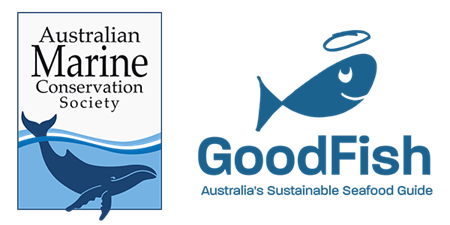 Australian
Marine
Conservation
Society
GoodFish
Australia's Sustainable Seafood Guide